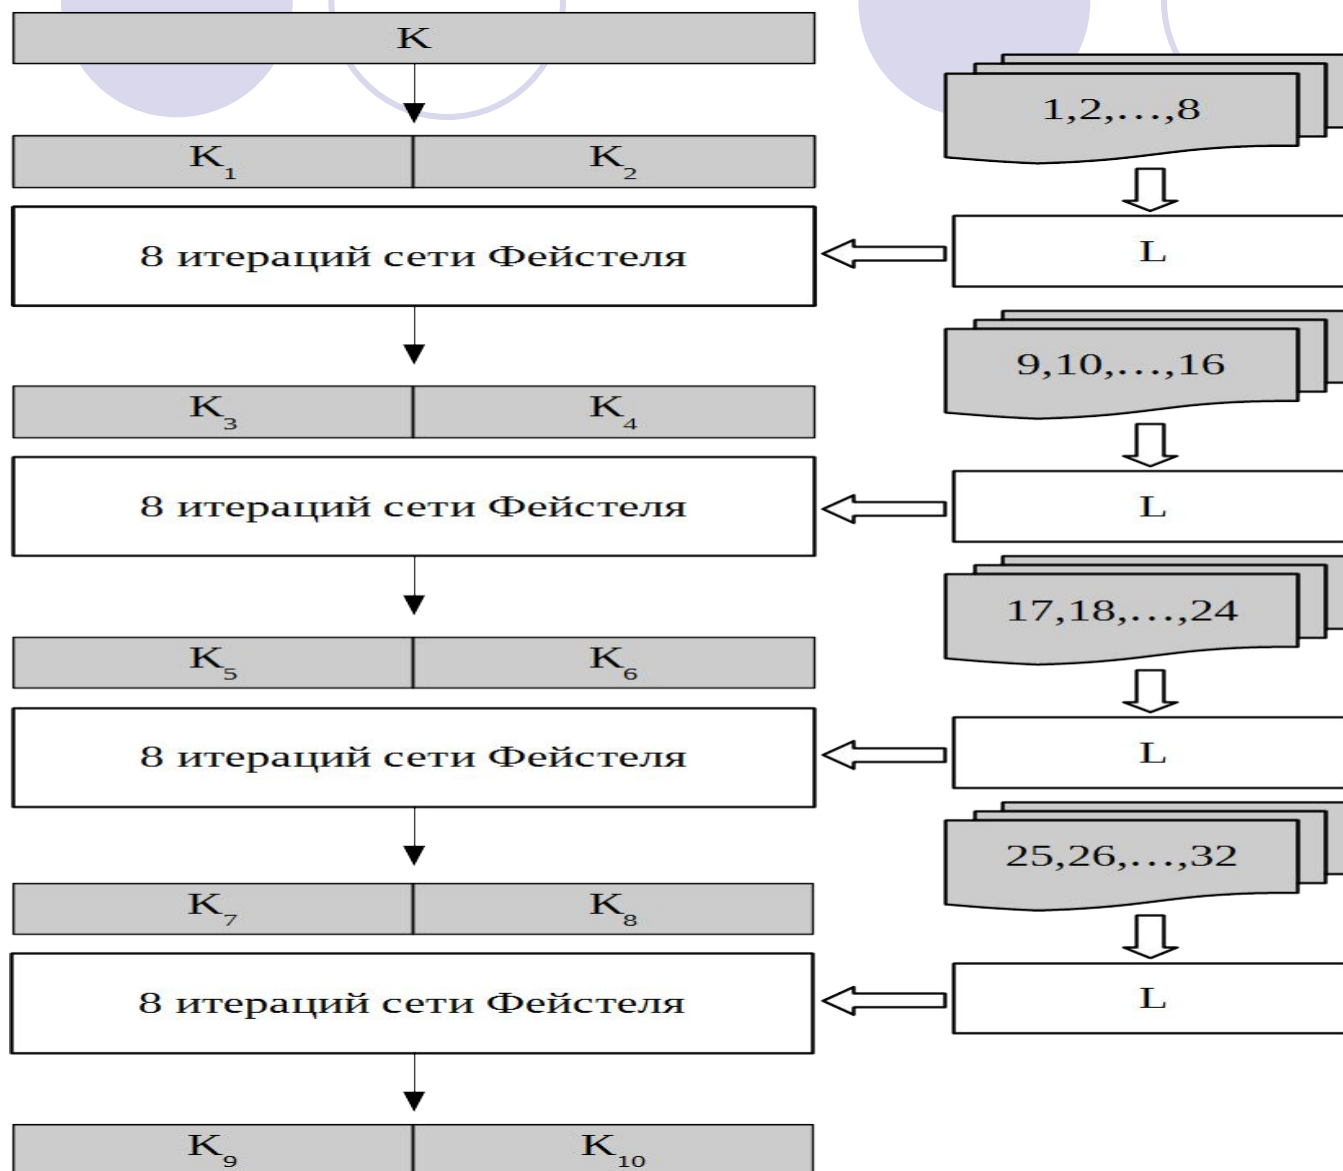 K
1,2,…,8
K₁ K₂
8 итераций сети Фейстеля
L
9,10,…,16
K₃ K₄
8 итераций сети Фейстеля
L
17,18,…,24
K₅ K₆
8 итераций сети Фейстеля
L
25,26,…,32
K₇ K₈
8 итераций сети Фейстеля
L
K₉ K₁₀